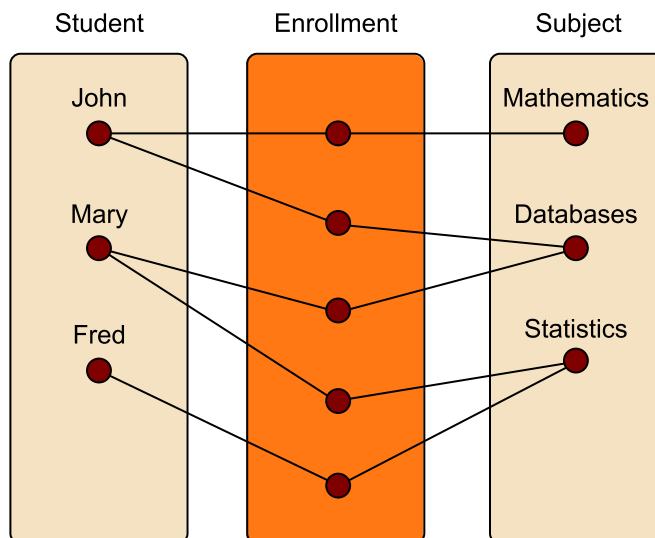 Student Enrollment Subject
John
Mathematics
Mary
Databases
Fred
Statistics